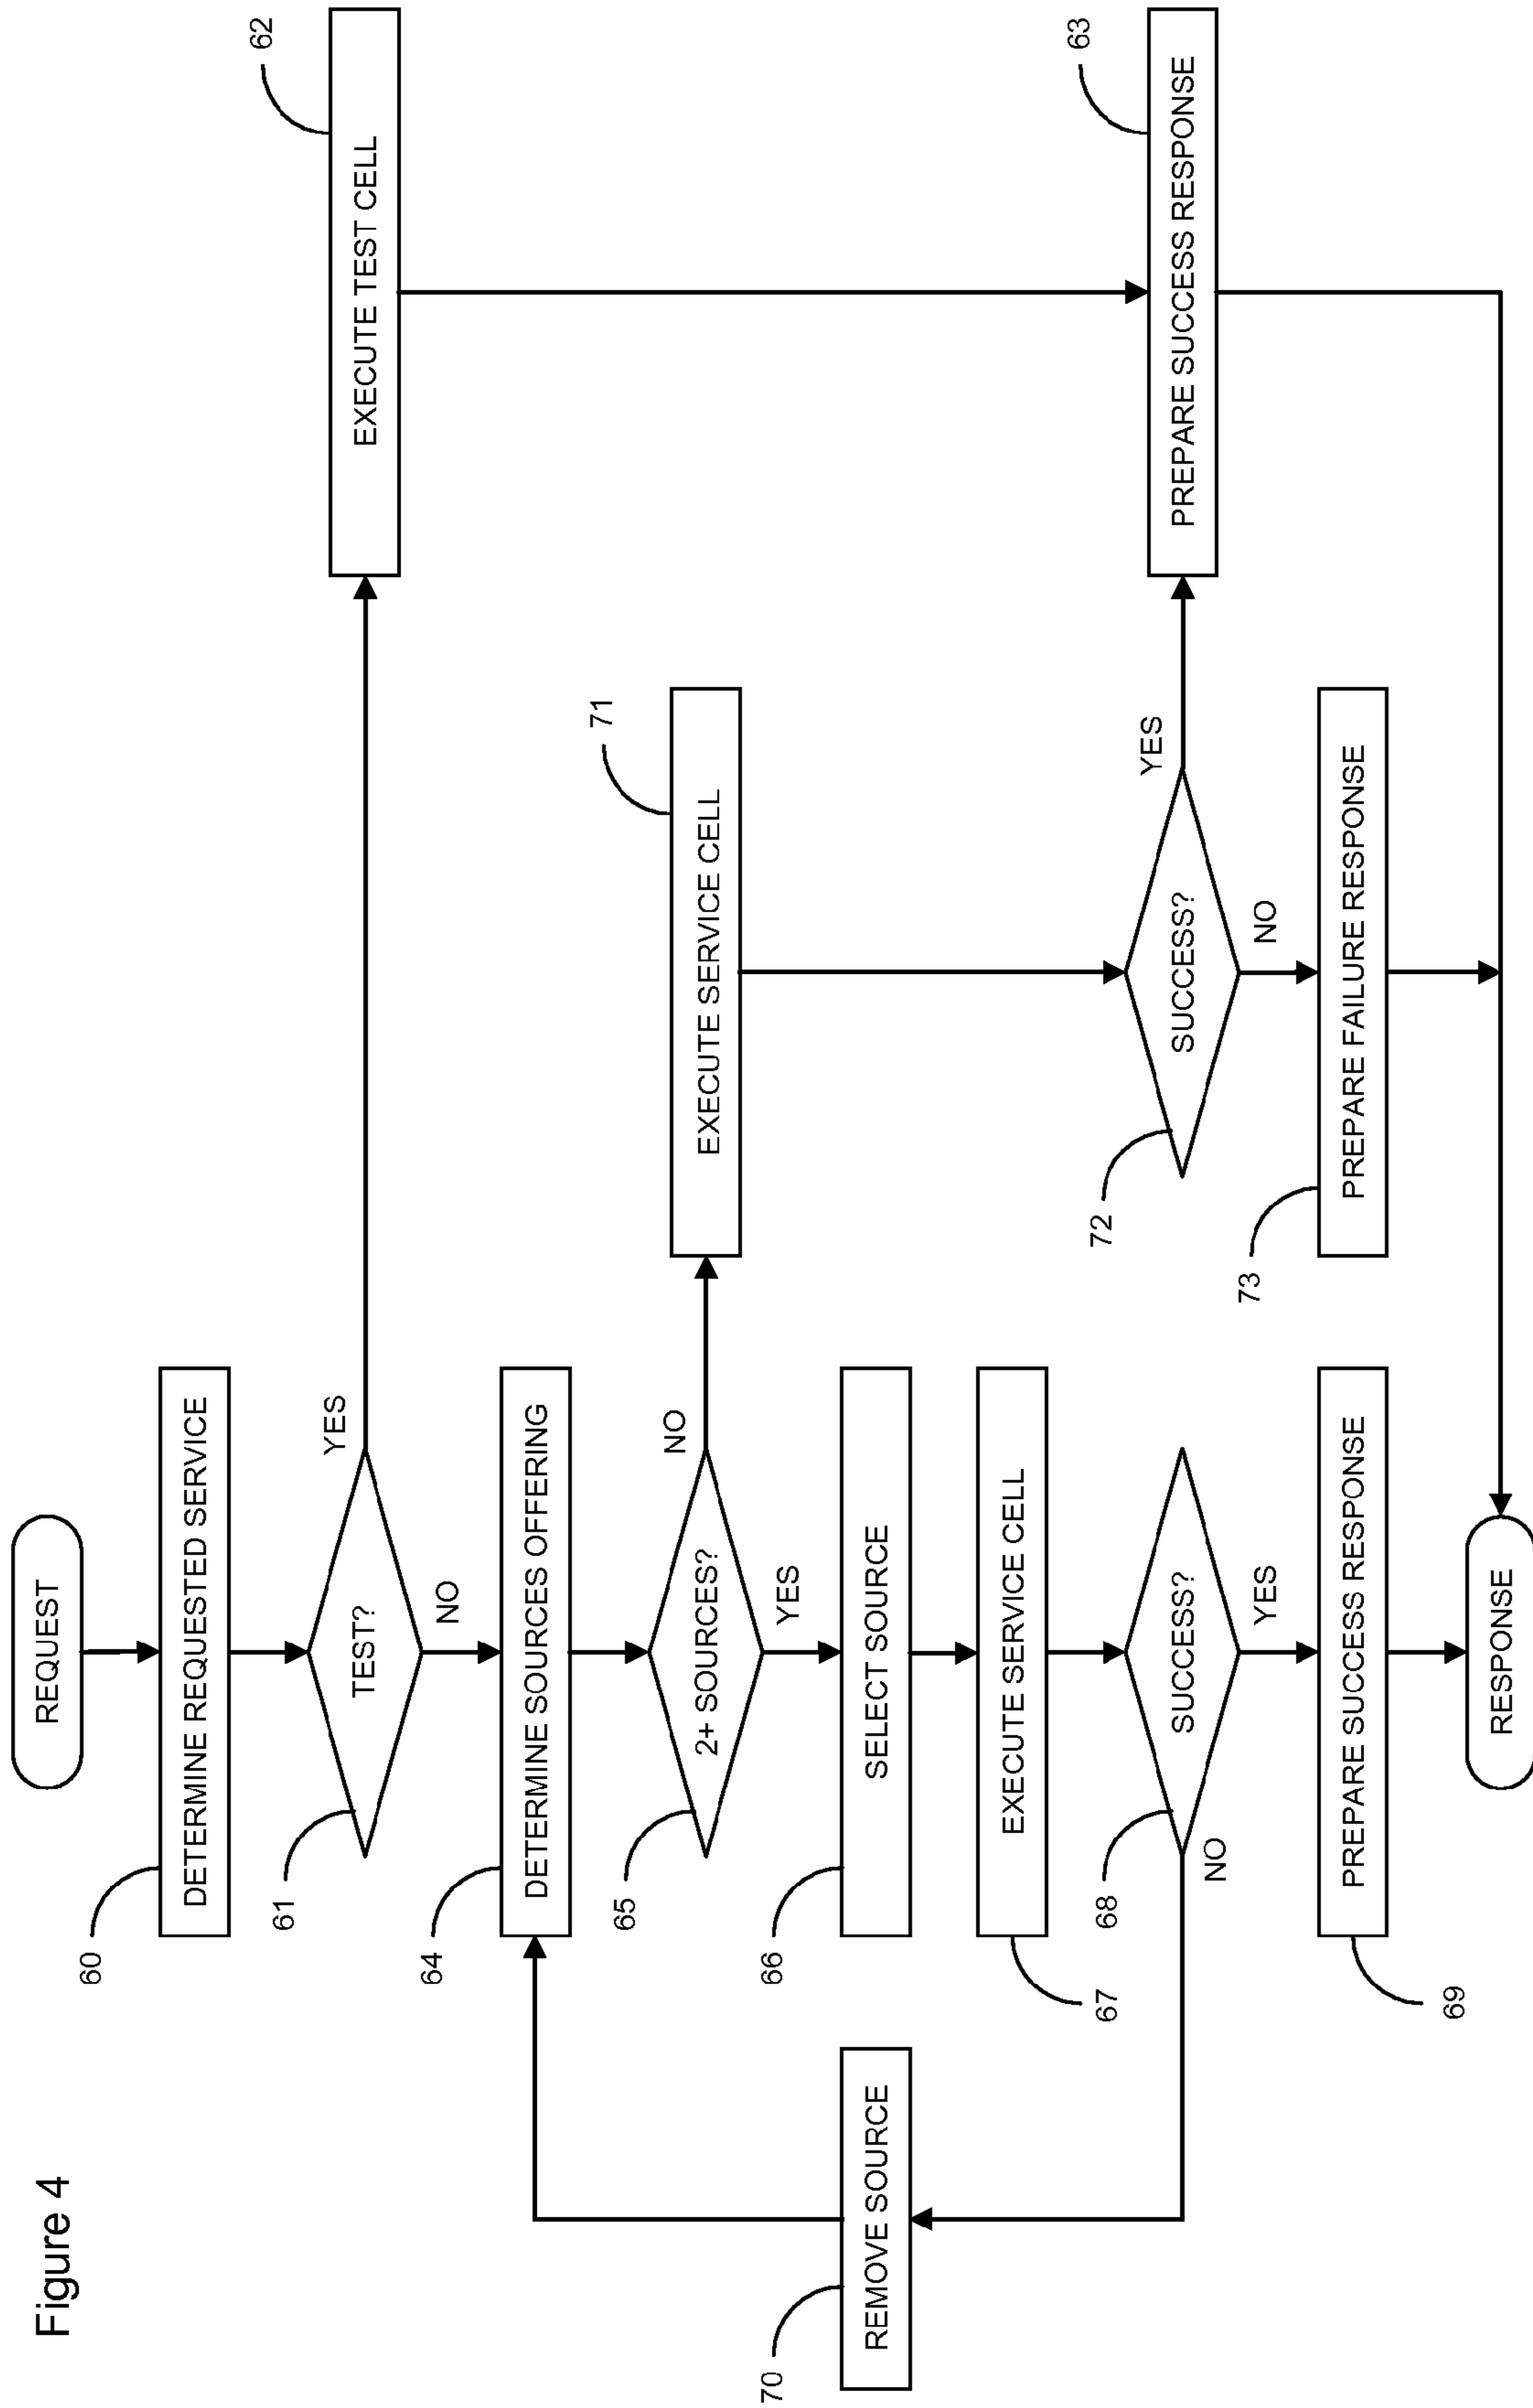 Figure 4
REQUEST
60
DETERMINE REQUESTED SERVICE
61
TEST?
YES
NO
62
EXECUTE TEST CELL
64
DETERMINE SOURCES OFFERING
65
2+ SOURCES?
NO
YES
71
EXECUTE SERVICE CELL
70
REMOVE SOURCE
66
SELECT SOURCE
67
EXECUTE SERVICE CELL
68
SUCCESS?
NO
YES
72
SUCCESS?
YES
NO
63
PREPARE SUCCESS RESPONSE
69
PREPARE SUCCESS RESPONSE
73
PREPARE FAILURE RESPONSE
RESPONSE